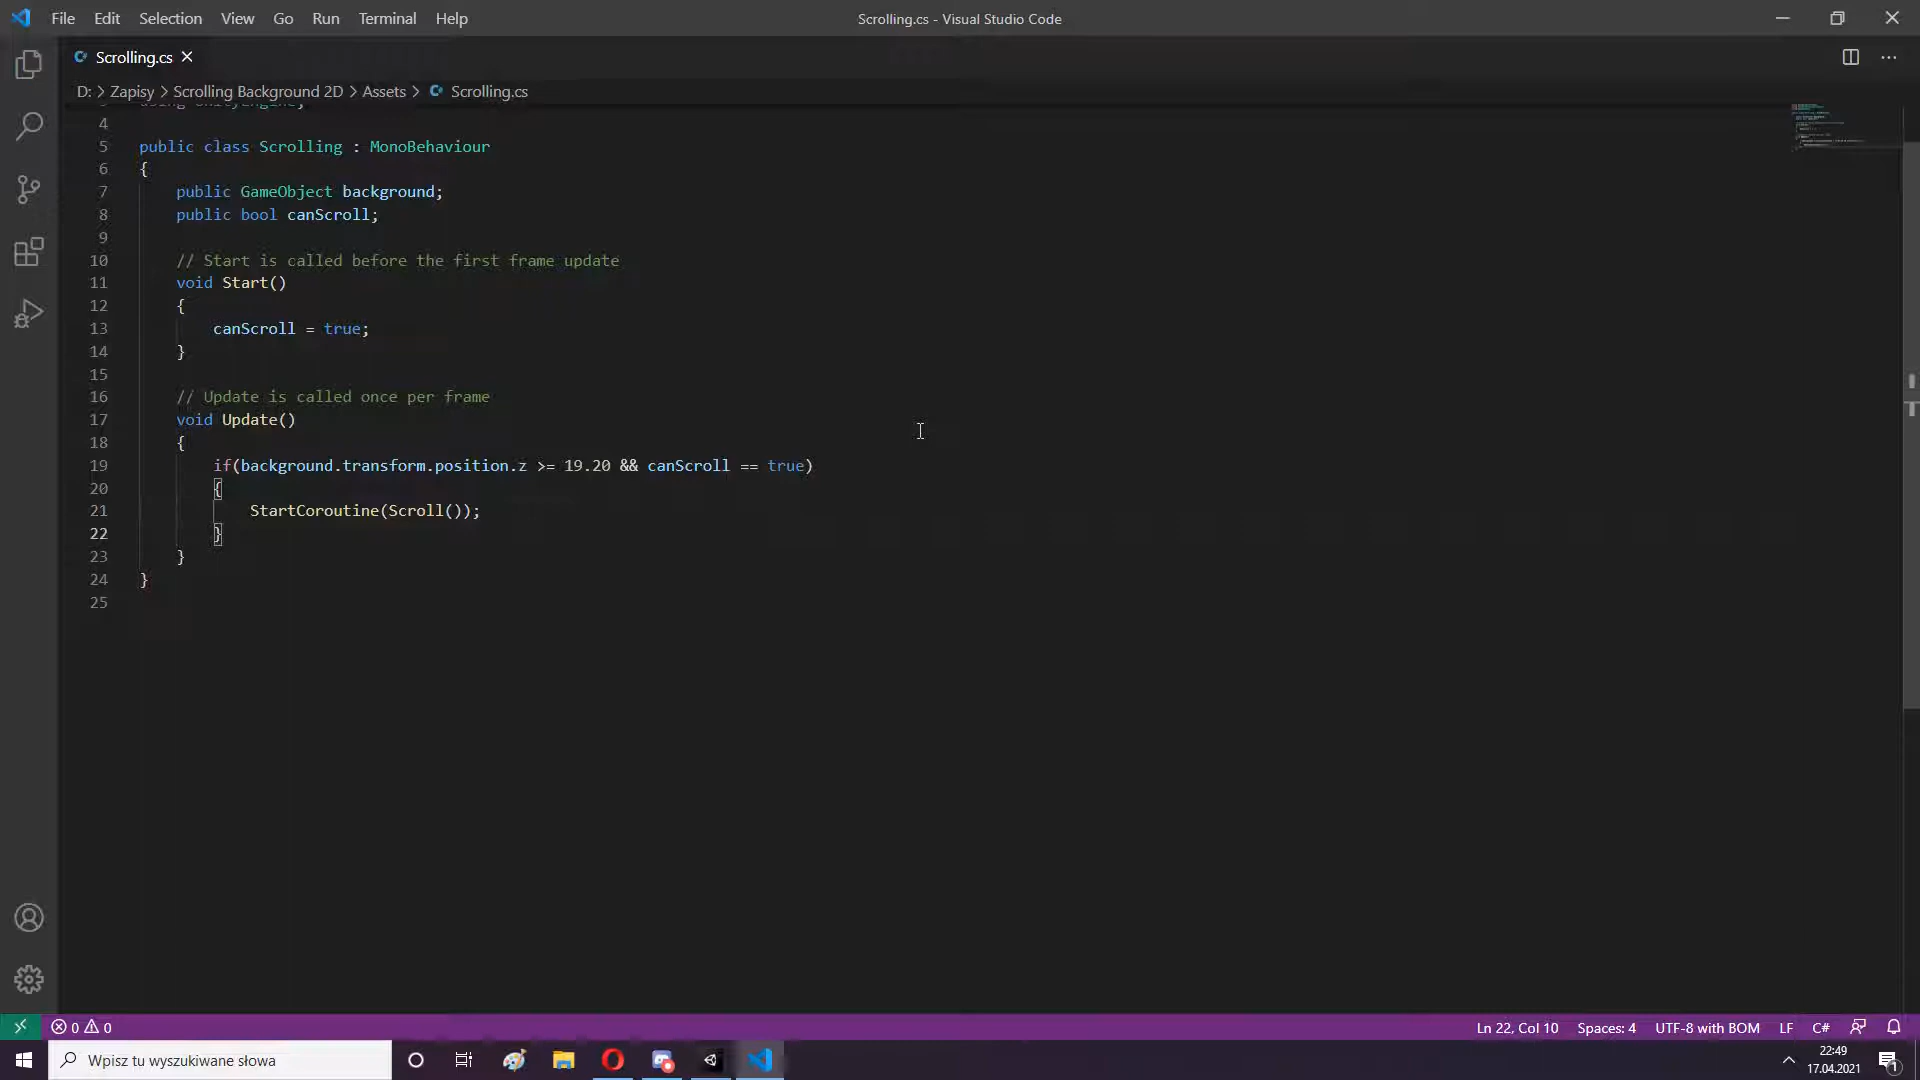 File Edit Selection View Go Run Terminal Help
Scrolling.cs - Visual Studio Code
Scrolling.cs
D: > Zapisy > Scrolling Background 2D > Assets > Scrolling.cs
3 using UnityEngine;
4
5 public class Scrolling : MonoBehaviour
6 {
7 public GameObject background;
8 public bool canScroll;
9
10 // Start is called before the first frame update
11 void Start()
12 {
13 canScroll = true;
14 }
15
16 // Update is called once per frame
17 void Update()
18 {
19 if(background.transform.position.z >= 19.20 && canScroll == true)
20 {
21 StartCoroutine(Scroll());
22 }
23 }
24 }
25
0 0
Ln 22, Col 10 Spaces: 4 UTF-8 with BOM LF C#
Wpisz tu wyszukiwane słowa
22:49
17.04.2021
1